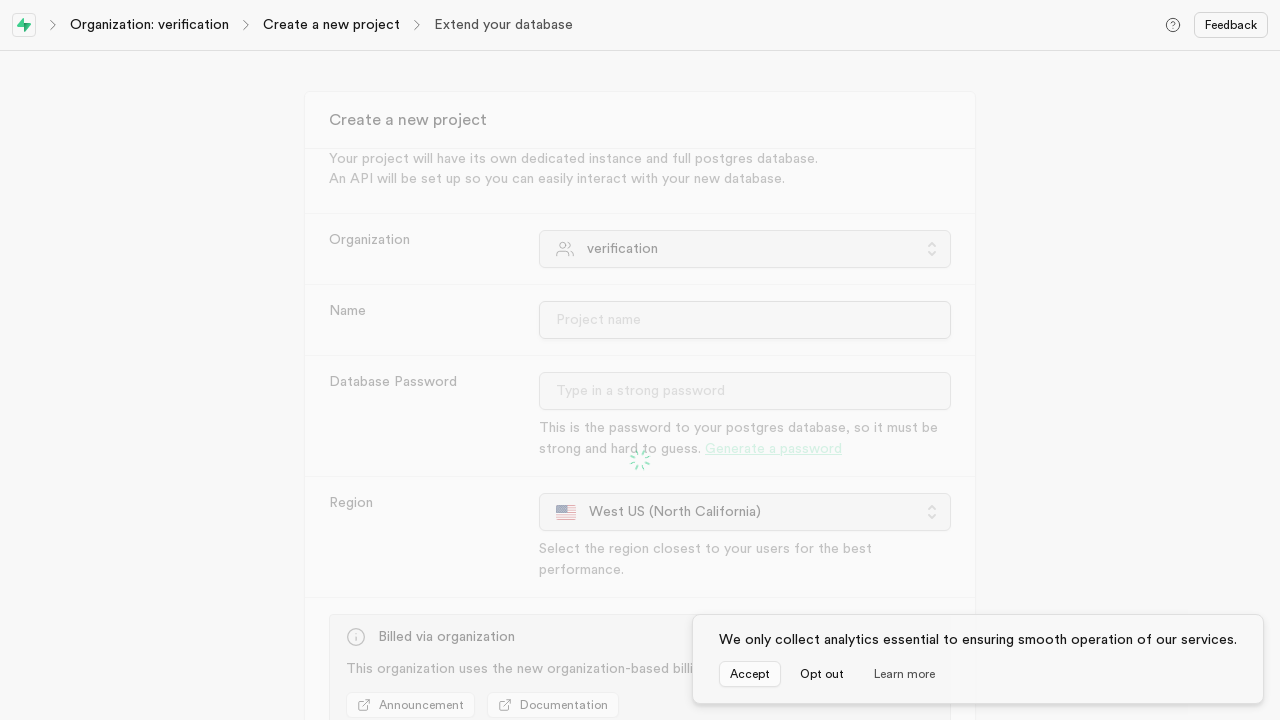 Organization: verification
Create a new project
Extend your database
Feedback
Create a new project
Your project will have its own dedicated instance and full postgres database.
An API will be set up so you can easily interact with your new database.
Organization
verification
Name
Project name
Database Password
Type in a strong password
This is the password to your postgres database, so it must be
strong and hard to guess. Generate a password
Region
West US (North California)
Select the region closest to your users for the best
performance.
Billed via organization
This organization uses the new organization-based billi
Announcement
Documentation
We only collect analytics essential to ensuring smooth operation of our services.
Accept
Opt out
Learn more